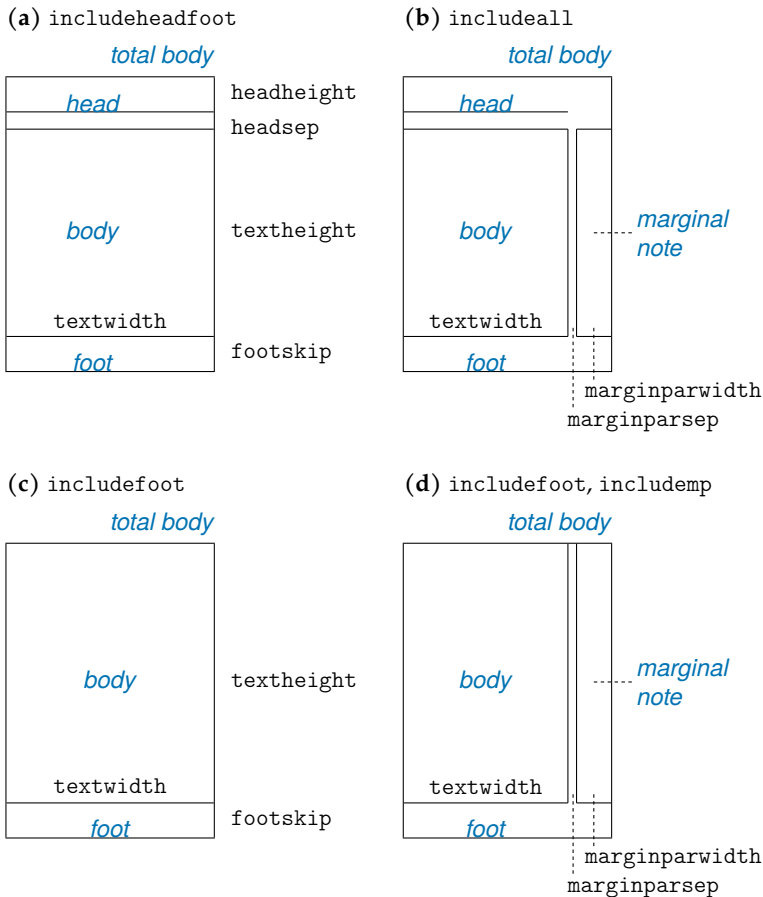 (a) includeheadfoot
total body
head
headheight
headsep
body
textheight
textwidth
foot
footskip
(b) includeall
total body
head
body
marginal
note
textwidth
foot
marginparwidth
marginparsep
(c) includefoot
total body
body
textheight
textwidth
foot
footskip
(d) includefoot, includemp
total body
body
marginal
note
textwidth
foot
marginparwidth
marginparsep